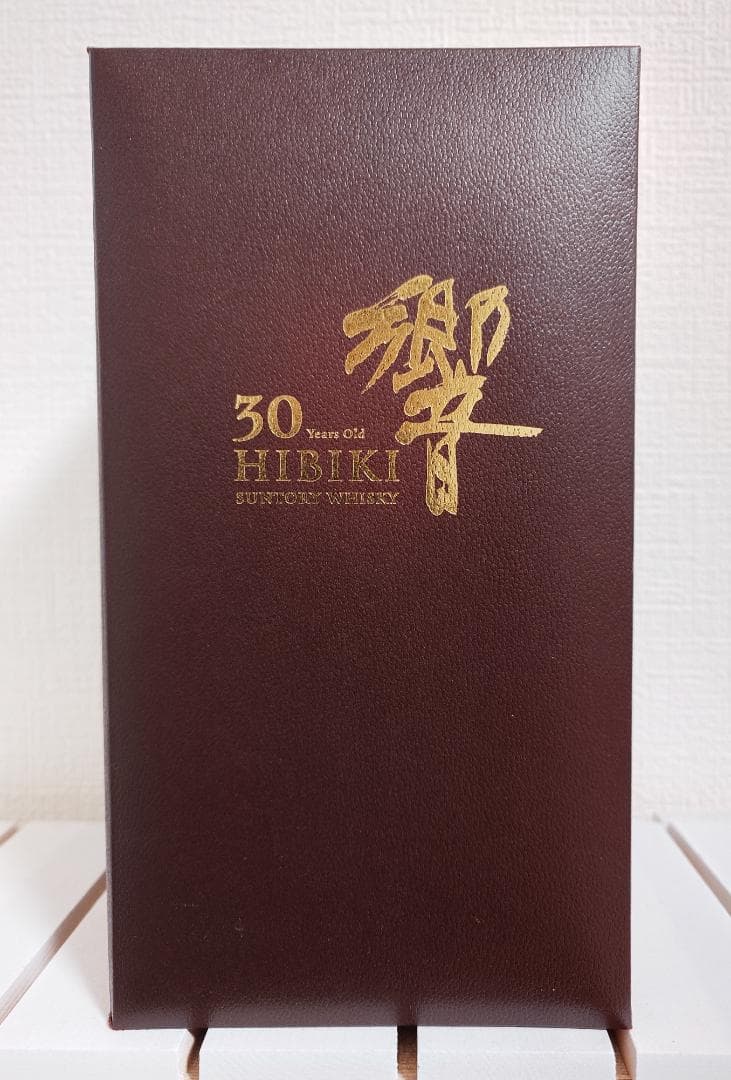 響
30 Years Old
HIBIKI
SUNTORY WHISKY